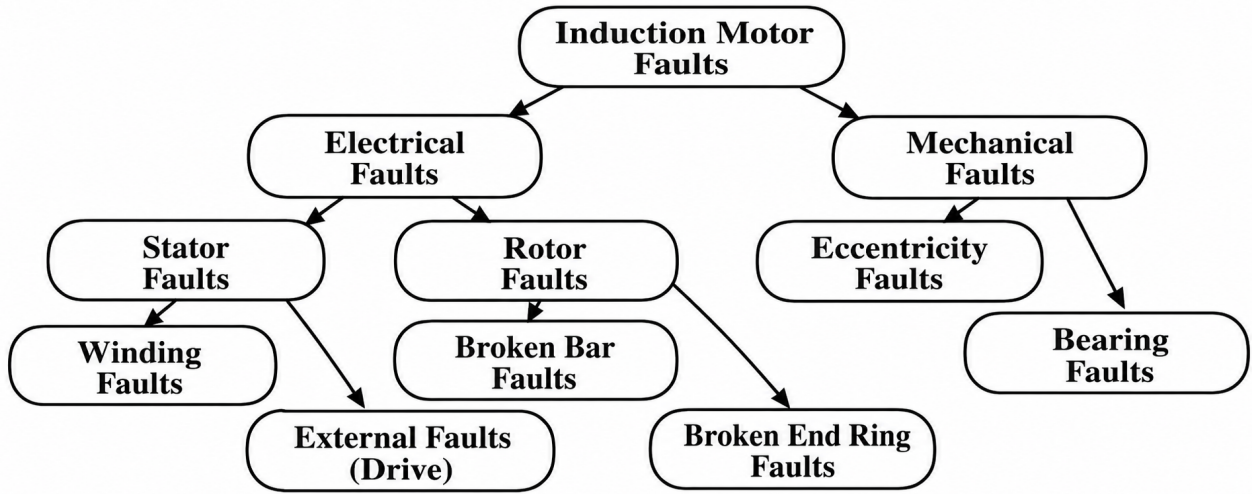 Induction Motor
Faults
Electrical
Faults
Mechanical
Faults
Stator
Faults
Rotor
Faults
Eccentricity
Faults
Winding
Faults
Broken Bar
Faults
Bearing
Faults
External Faults
(Drive)
Broken End Ring
Faults